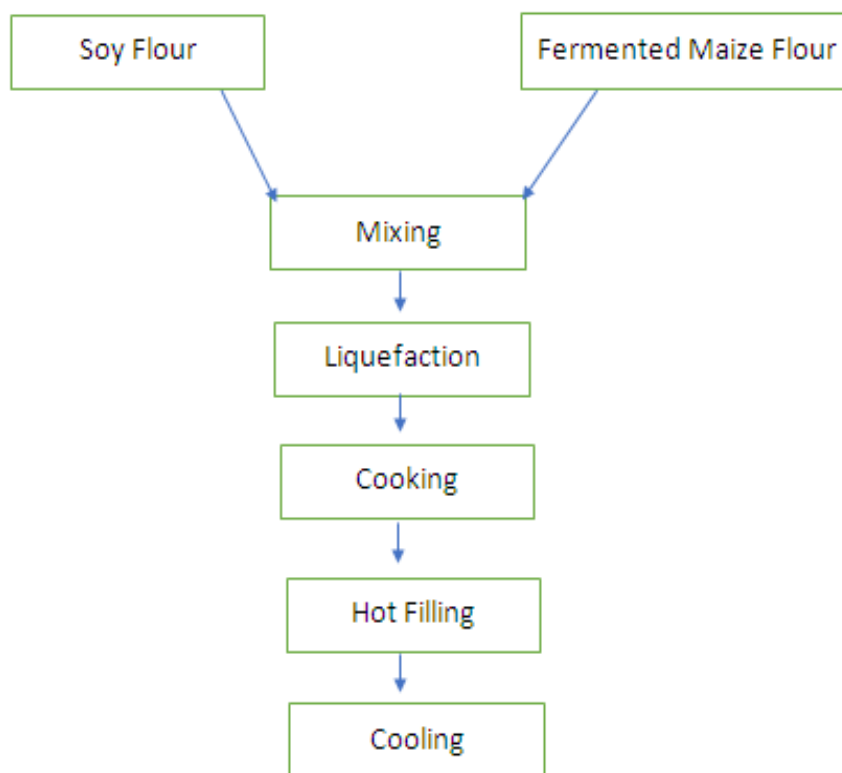 Soy Flour
Fermented Maize Flour
Mixing
Liquefaction
Cooking
Hot Filling
Cooling